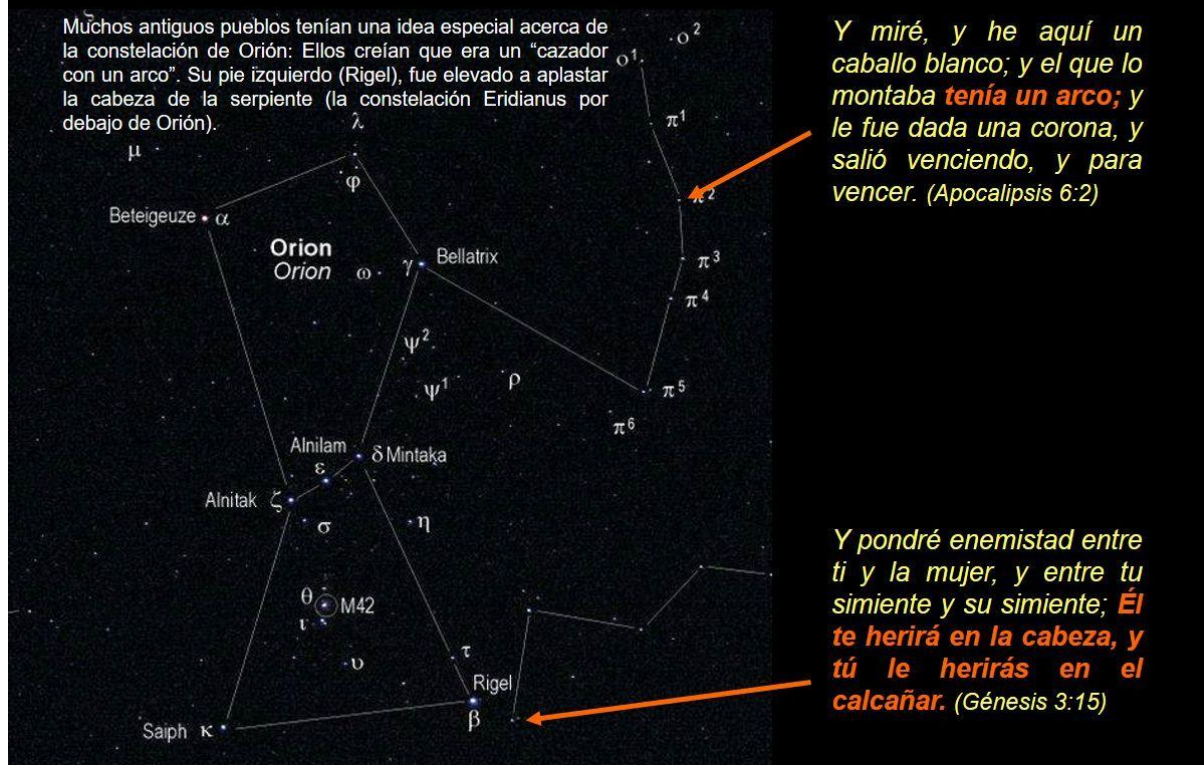 Muchos antiguos pueblos tenían una idea especial acerca de
la constelación de Orión: Ellos creían que era un “cazador
con un arco”. Su pie izquierdo (Rigel), fue elevado a aplastar
la cabeza de la serpiente (la constelación Eridianus por
debajo de Orión).
Y miré, y he aquí un
caballo blanco; y el que lo
montaba tenía un arco; y
le fue dada una corona, y
salió venciendo, y para
vencer. (Apocalipsis 6:2)
ζ
ο¹
ο²
π¹
λ
μ
φ
π²
Beteigeuze α
Orion
Orion
ω
γ
Bellatrix
π³
π⁴
ψ²
ψ¹
ρ
π⁵
π⁶
Alnilam
ε
δ Mintaka
Alnitak ζ
σ
η
θ
M42
ι
υ
τ
Rigel
β
Saiph κ
Y pondré enemistad entre
ti y la mujer, y entre tu
simiente y su simiente; Él
te herirá en la cabeza, y
tú le herirás en el
calcañar. (Génesis 3:15)